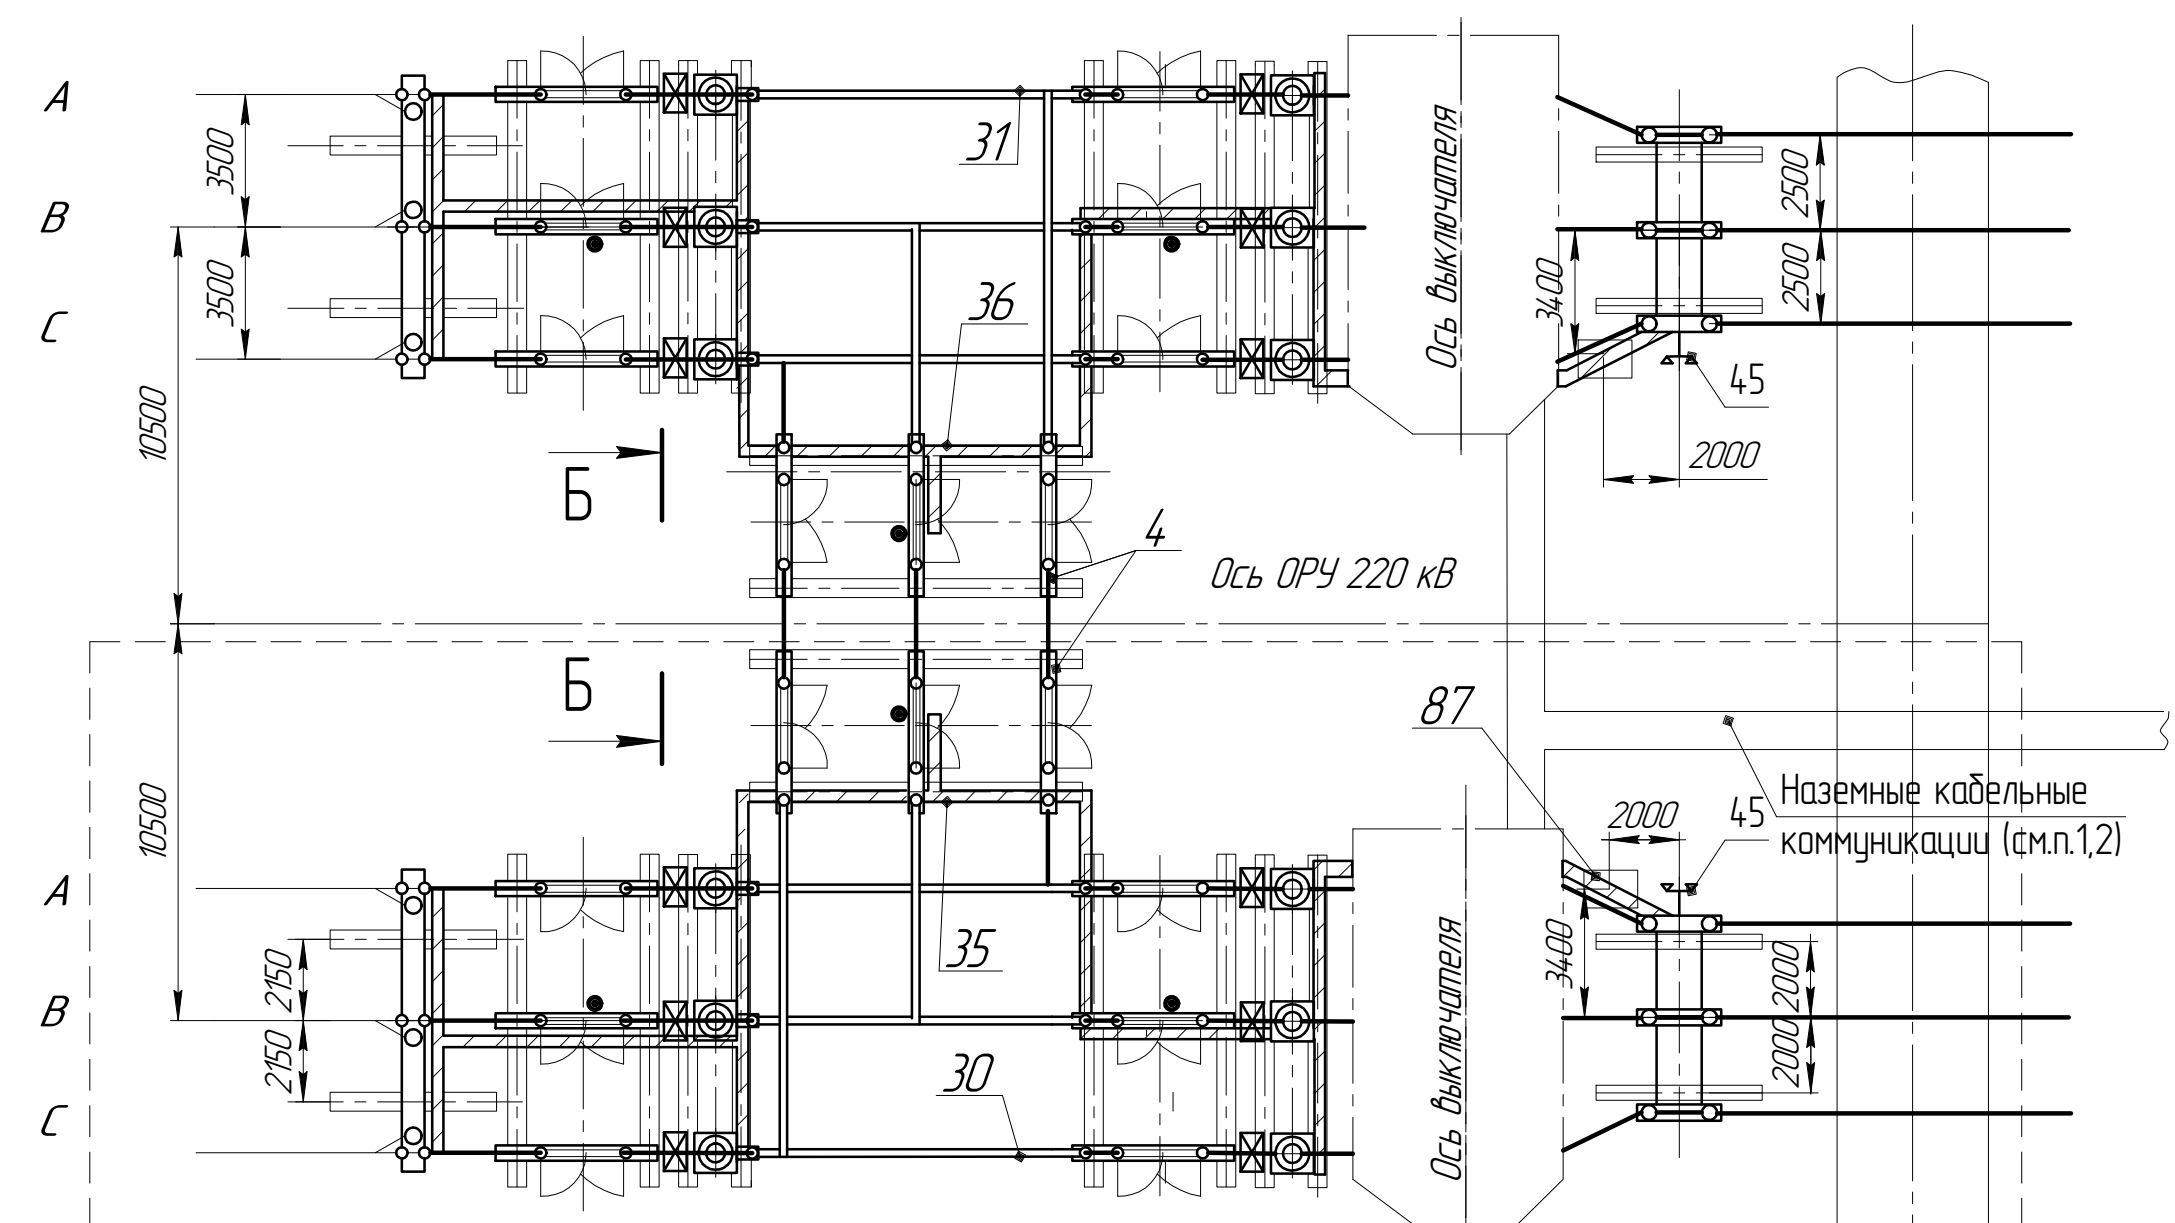 А
31
3500
2500
В
3500
36
2500
3400
С
Ось выключателя
45
10500
2000
Б
4
Ось ОРУ 220 кВ
Б
87
10500
2000
45
Наземные кабельные
коммуникации (см.п.1,2)
А
35
3400
2150
2000
В
2150
2000
30
Ось выключателя
С